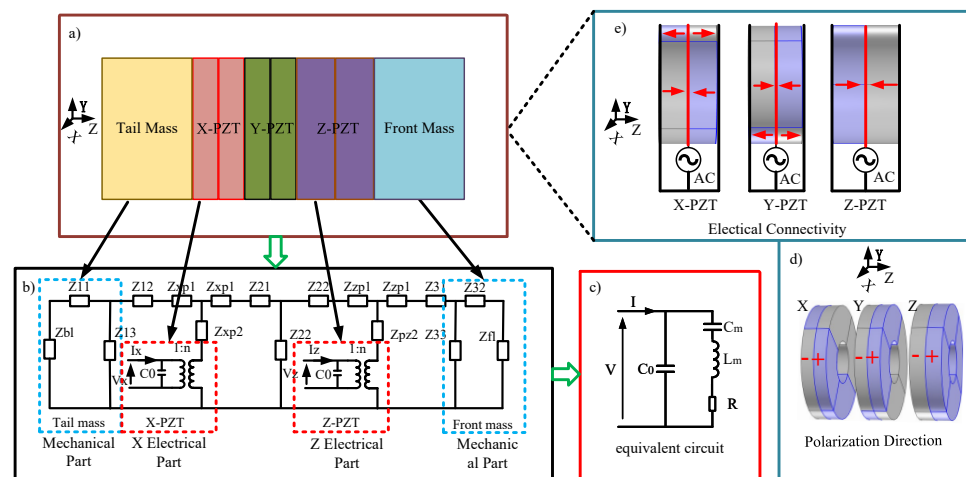 a)
Y
Z
X
Tail Mass
X-PZT
Y-PZT
Z-PZT
Front Mass
e)
Y
Z
X
AC
AC
AC
X-PZT
Y-PZT
Z-PZT
Electical Connectivity
b)
Z11
Z12
Zxp1
Zxp1
Z21
Z22
Zzp1
Zzp1
Z3
Z32
Zbl
Z13
Zxp2
Z22
Zpz2
Z33
Zfl
Ix
1:n
C0
Vx
Iz
1:n
C0
Vz
Tail mass
X-PZT
Z-PZT
Front mass
Mechanical
Part
X Electrical
Part
Z Electrical
Part
Mechanic
al Part
c)
I
V
C0
Cm
Lm
R
equivalent circuit
d)
Y
Z
X
X
Y
Z
- +
- +
- +
Polarization Direction